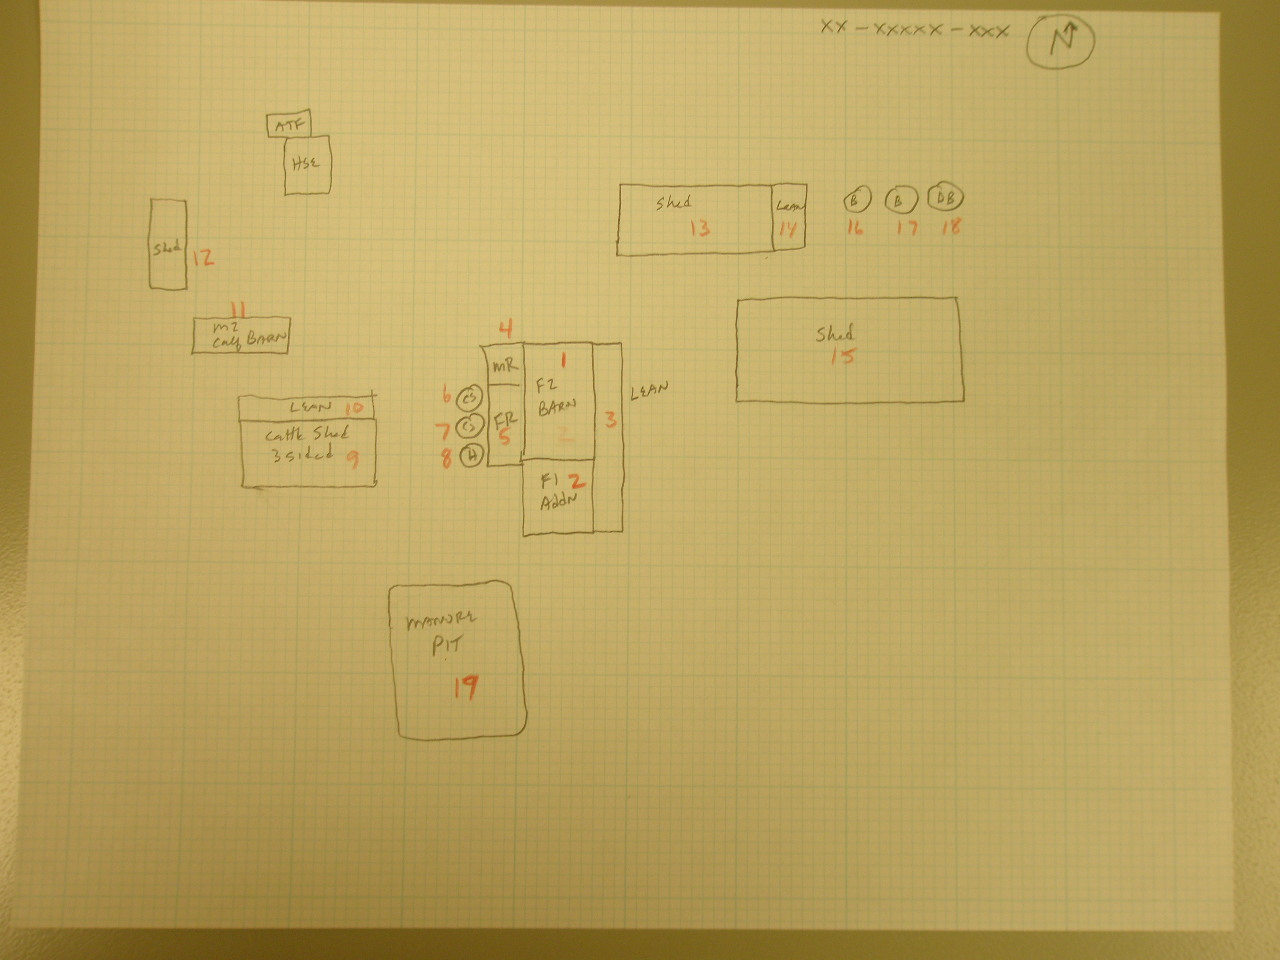 XX-XXXXX-XXX
N
ATF
HSE
Shed
12
11
M2
Calf BARN
LEAN 10
Cattle Shed
3 sided 9
4
MR
FR
5
6 CS
7 CS
8 H
1
F2
BARN
F1 2
Addn
3
LEAN
Shed
13
LEAN
14
B
16
B
17
DB
18
Shed
15
MANURE
PIT
19